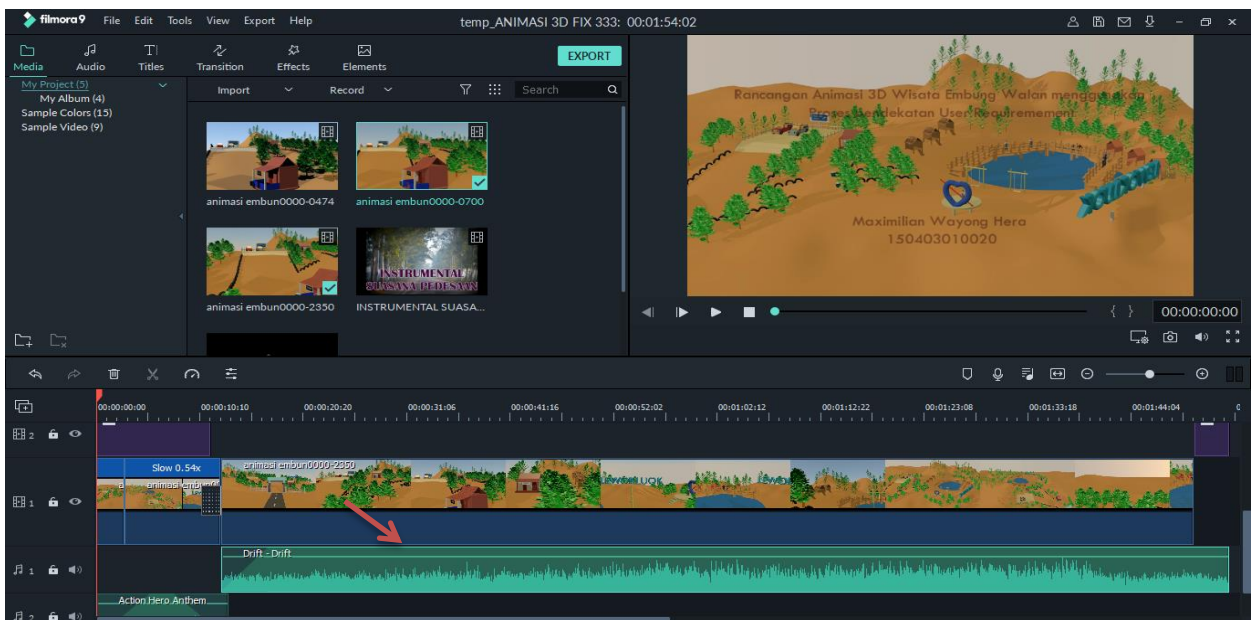 filmora9 File Edit Tools View Export Help temp_ANIMASI 3D FIX 333: 00:01:54:02
Media Audio Titles Transition Effects Elements EXPORT
My Project (5)
My Album (4)
Sample Colors (15)
Sample Video (9)
Import Record Search
animasi embun0000-0474 animasi embun0000-0700
INSTRUMENTAL
SUASANA PEDESAAN
animasi embun0000-2350 INSTRUMENTAL SUASA...
Rancangan Animasi 3D Wisata Embung Walan menggunakan
Proses Pendekatan User Requiremement
Maximilian Wayong Hera
150403010020
{ } 00:00:00:00
00:00:00:00 00:00:10:10 00:00:20:20 00:00:31:06 00:00:41:16 00:00:52:02 00:01:02:12 00:01:12:22 00:01:23:08 00:01:33:18 00:01:44:04
2
Slow 0.54x animasi embun0000-2350
1
Drift - Drift
1
Action Hero Anthem
2